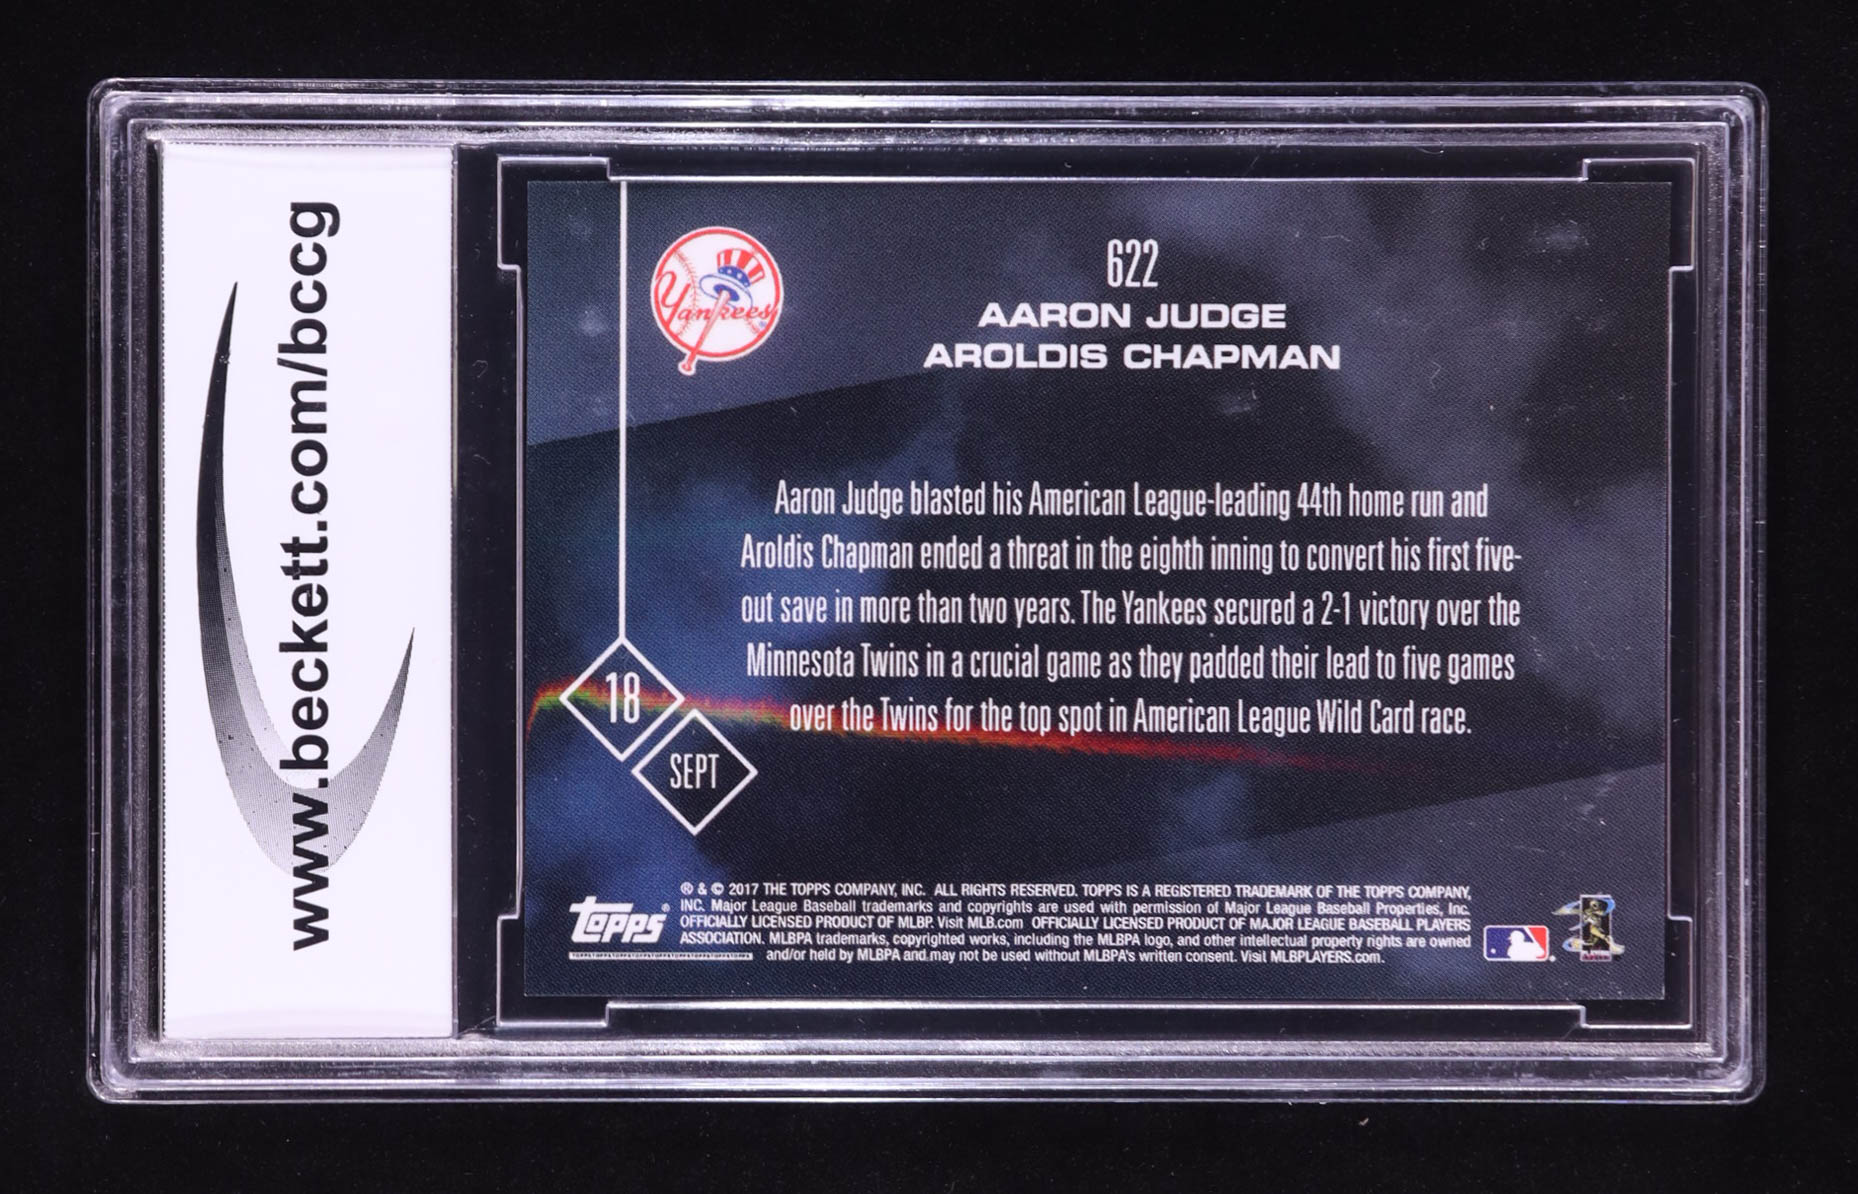 www.beckett.com/bccg
Yankees
622
AARON JUDGE
AROLDIS CHAPMAN
Aaron Judge blasted his American League-leading 44th home run and
Aroldis Chapman ended a threat in the eighth inning to convert his first five-
out save in more than two years. The Yankees secured a 2-1 victory over the
Minnesota Twins in a crucial game as they padded their lead to five games
over the Twins for the top spot in American League Wild Card race.
18
SEPT
topps®
® & © 2017 THE TOPPS COMPANY, INC. ALL RIGHTS RESERVED. TOPPS IS A REGISTERED TRADEMARK OF THE TOPPS COMPANY,
INC. Major League Baseball trademarks and copyrights are used with permission of Major League Baseball Properties, Inc.
OFFICIALLY LICENSED PRODUCT OF MLBP. Visit MLB.com OFFICIALLY LICENSED PRODUCT OF MAJOR LEAGUE BASEBALL PLAYERS
ASSOCIATION. MLBPA trademarks, copyrighted works, including the MLBPA logo, and other intellectual property rights are owned
and/or held by MLBPA and may not be used without MLBPA's written consent. Visit MLBPLAYERS.com.